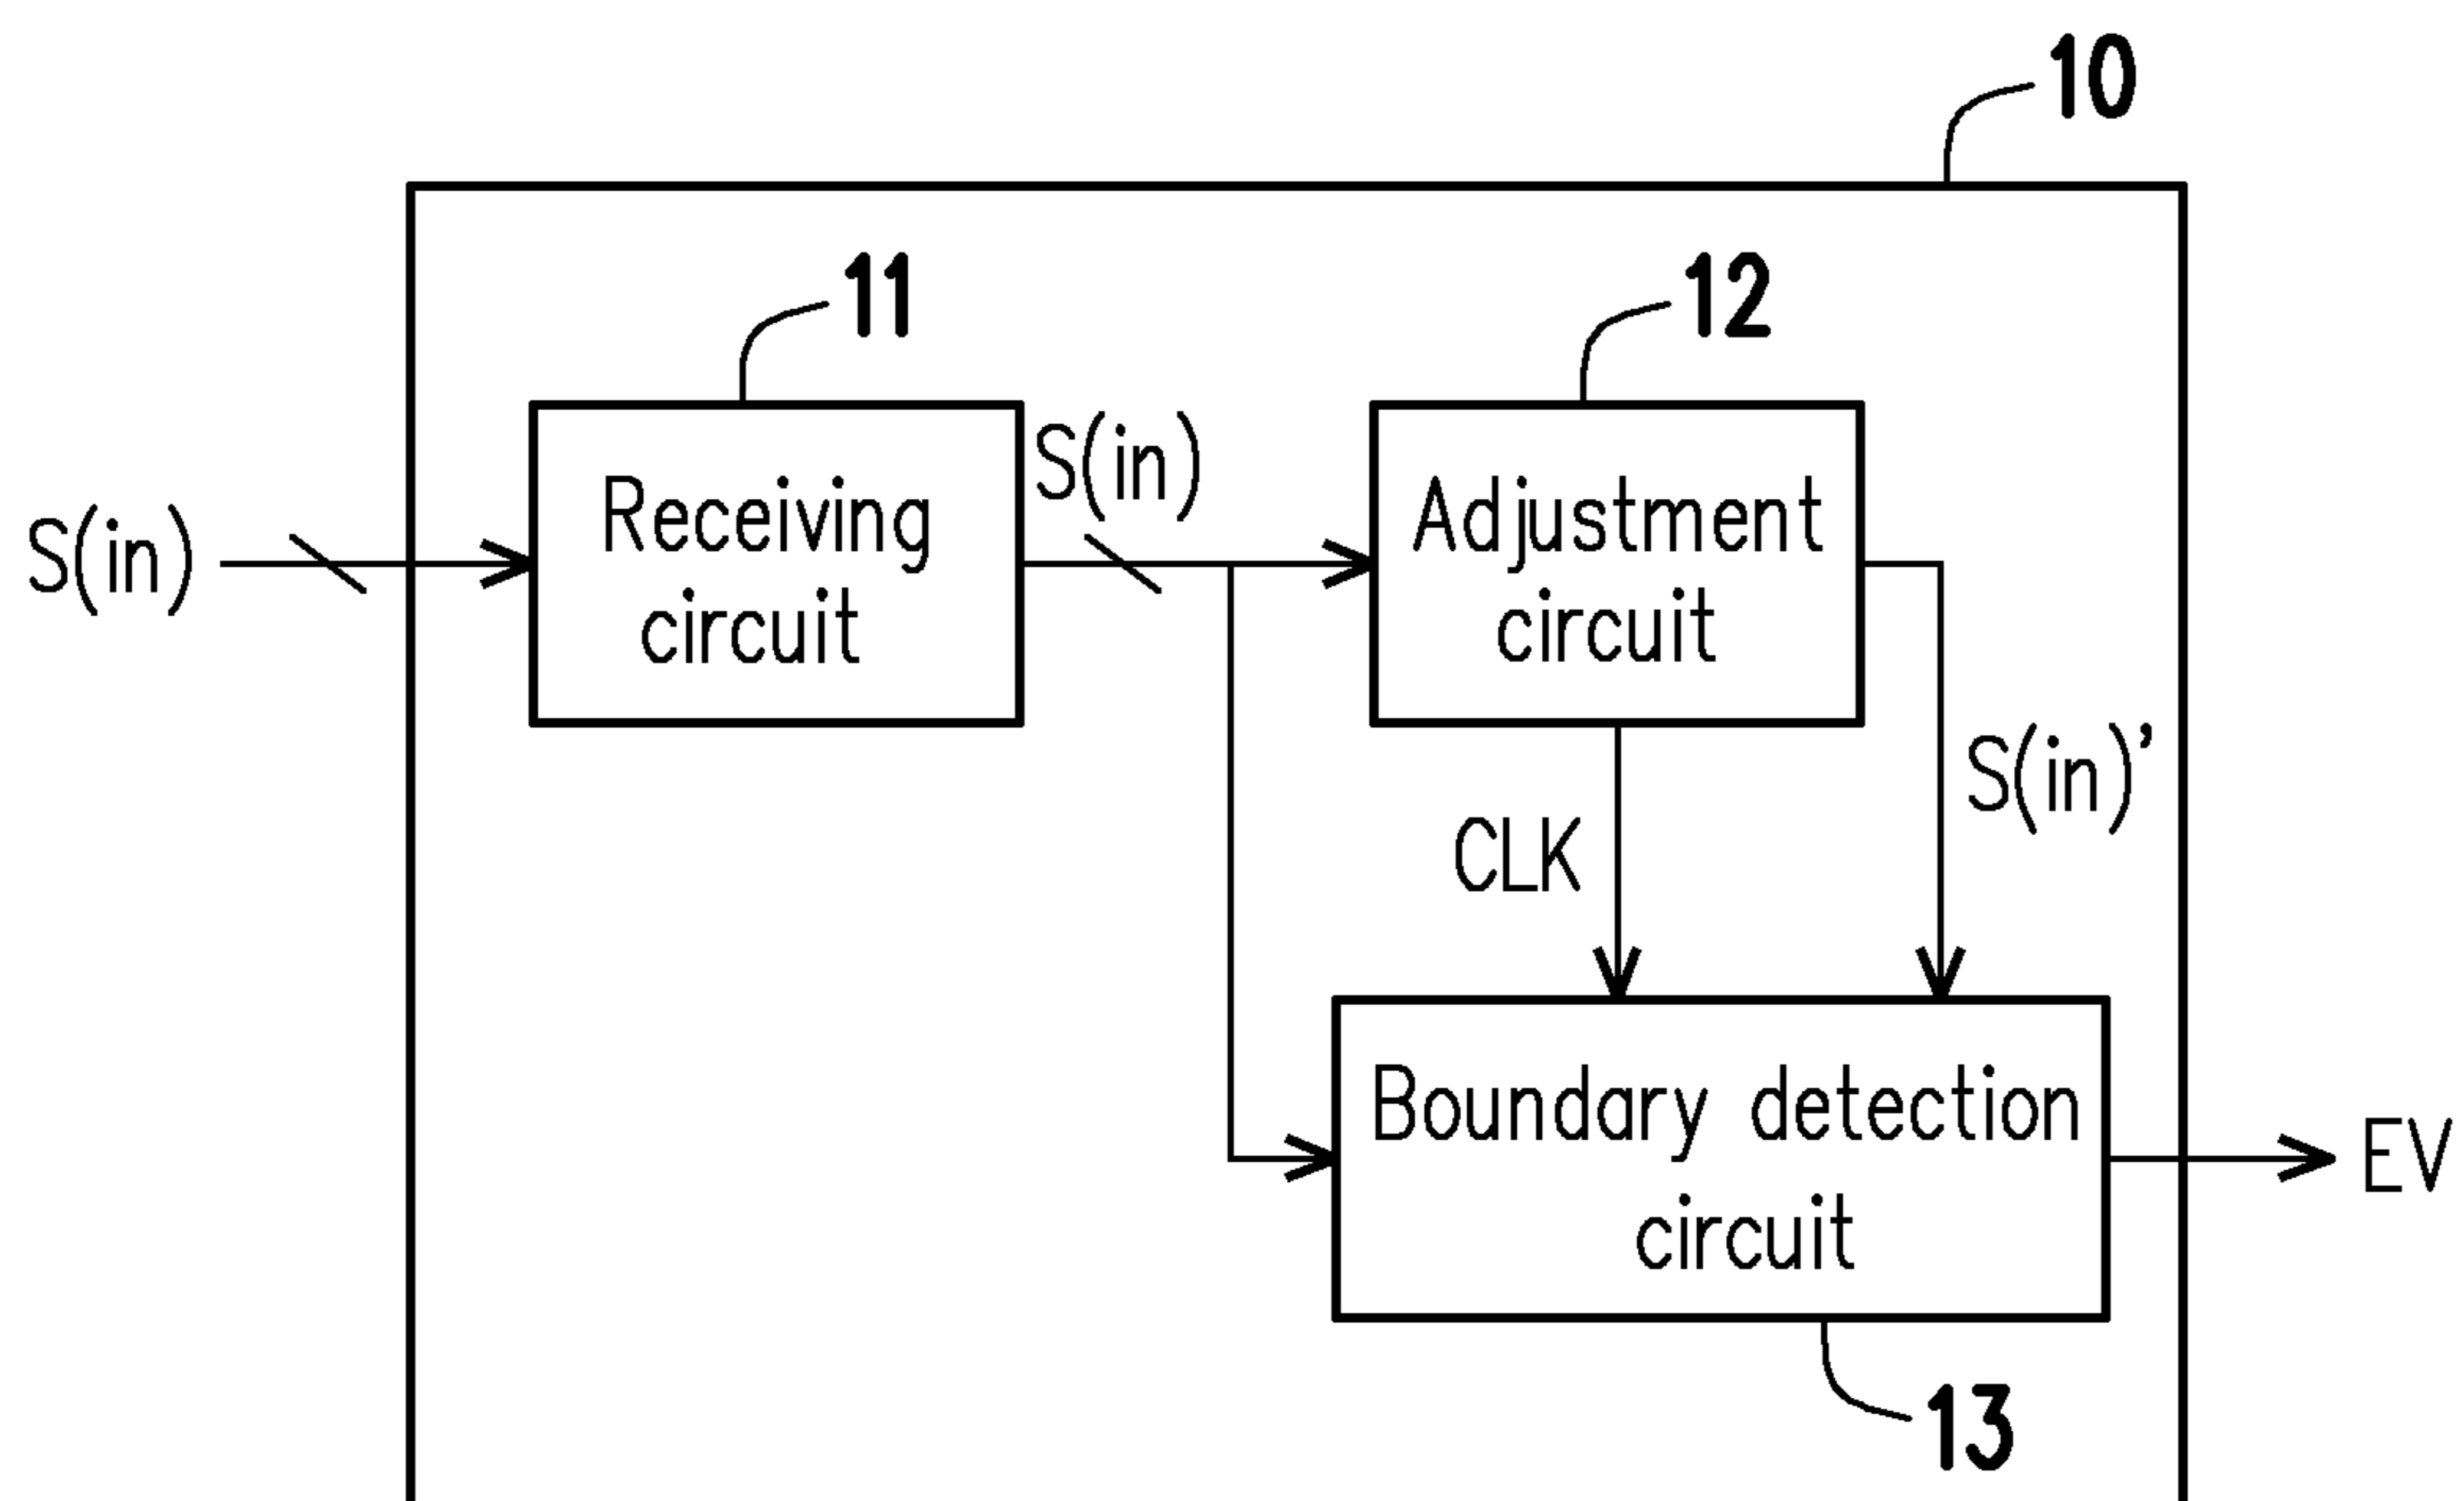 10
11
12
S(in)
Receiving
circuit
S(in)
Adjustment
circuit
CLK
S(in)'
Boundary detection
circuit
EV
13